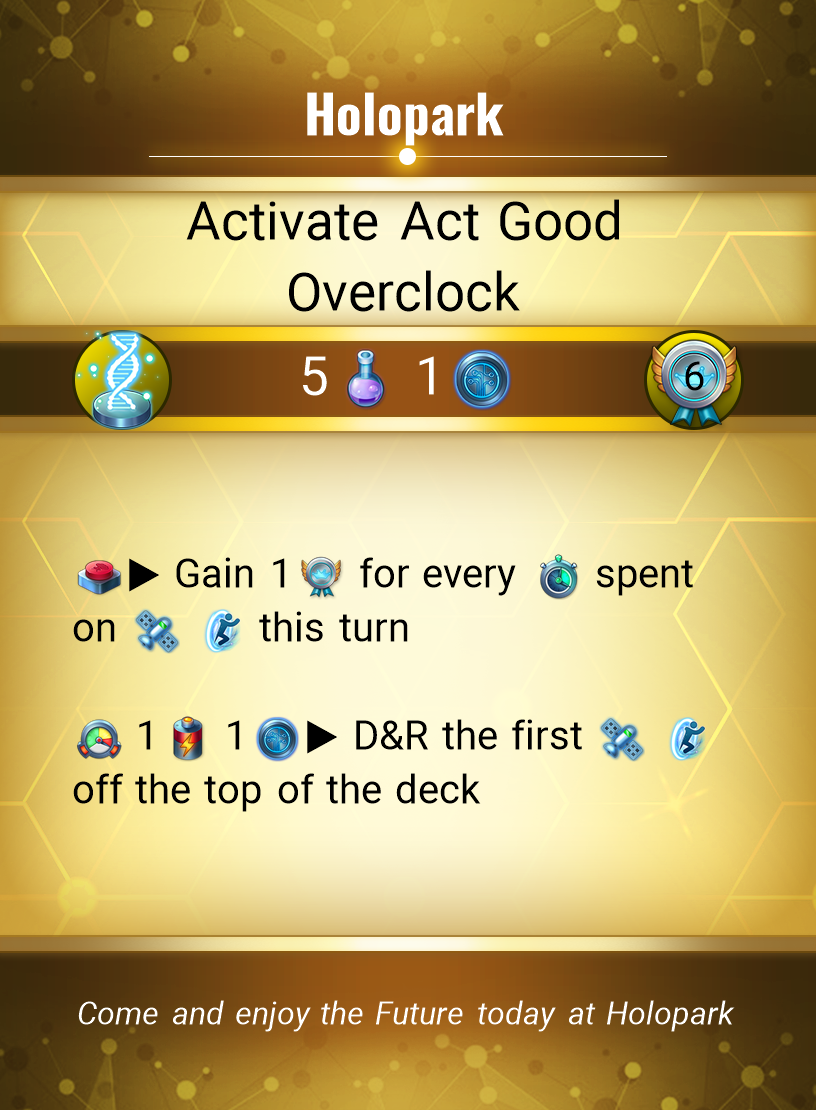 Holopark
Activate Act Good
Overclock
5 1 6
▶ Gain 1 for every spent
on this turn
1 1 ▶ D&R the first
off the top of the deck
Come and enjoy the Future today at Holopark